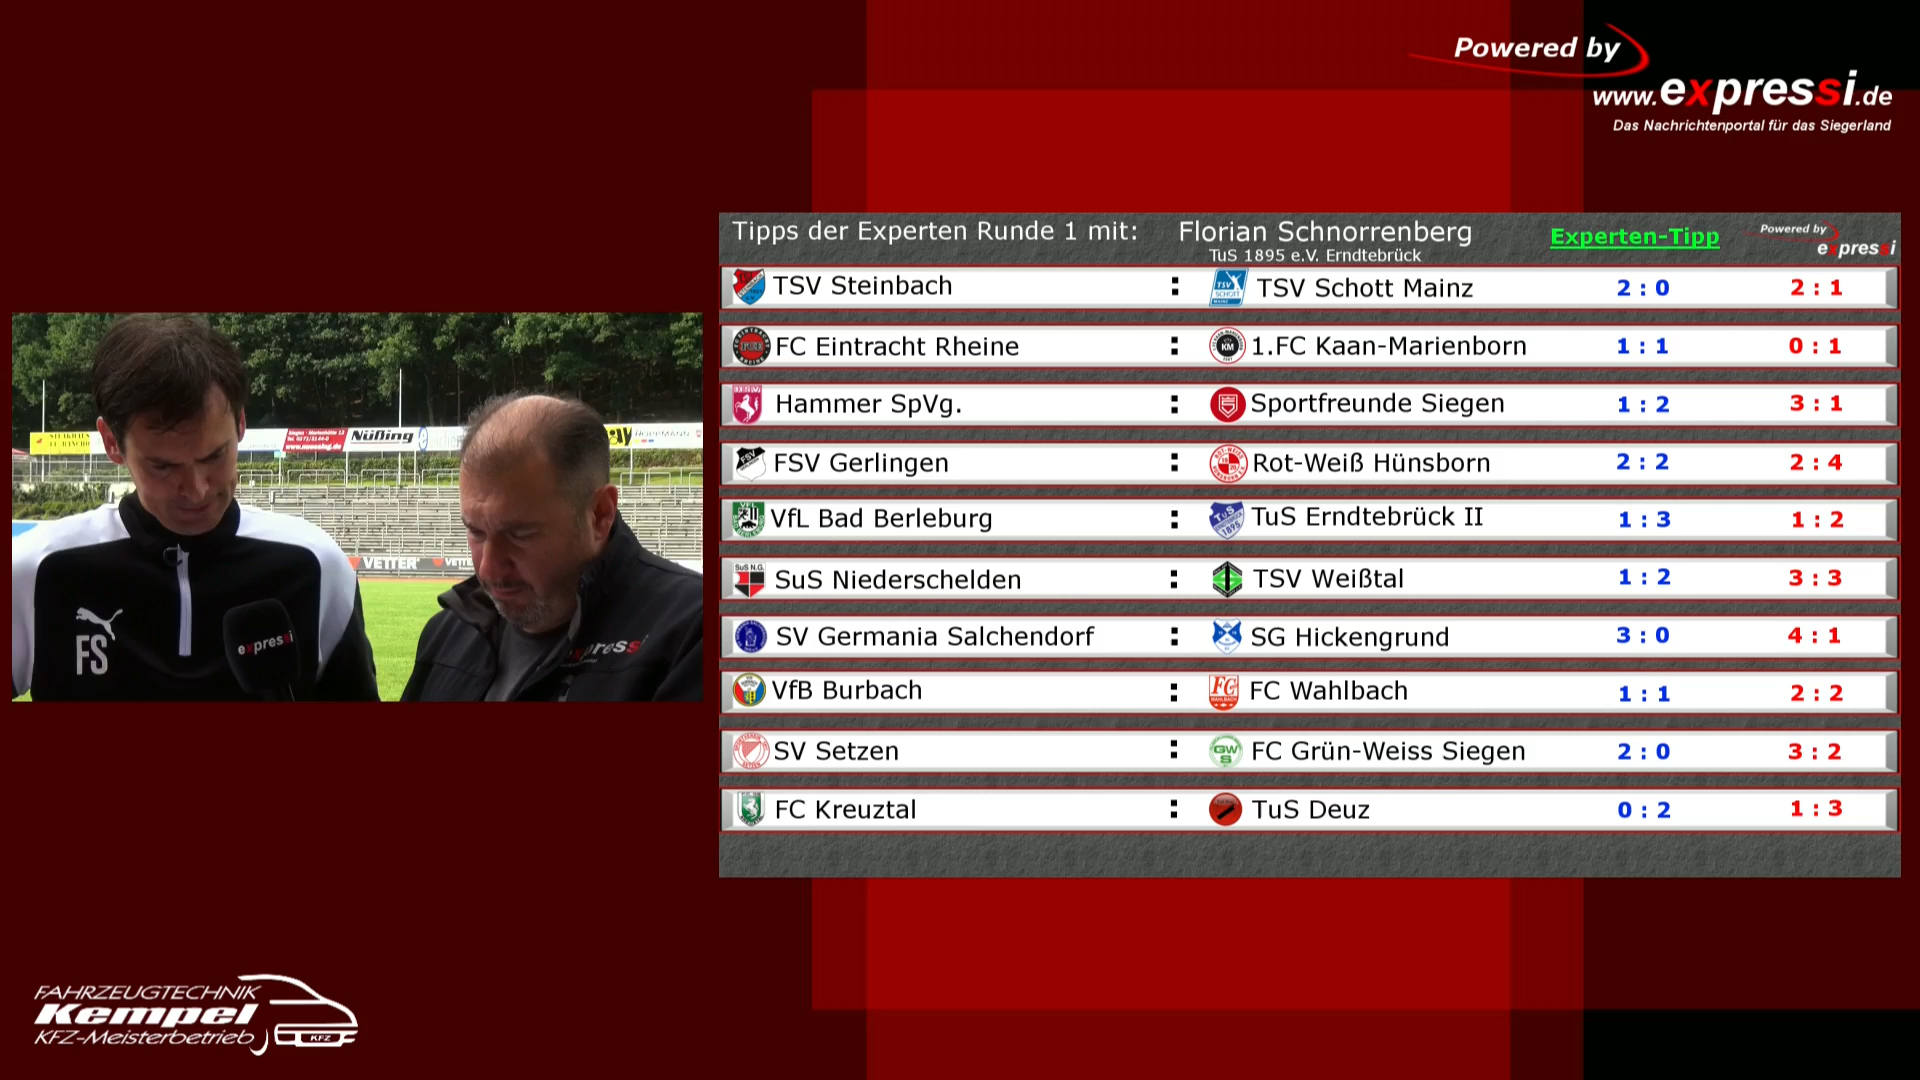 Powered by
www.expressi.de
Das Nachrichtenportal für das Siegerland
Tipps der Experten Runde 1 mit: Florian Schnorrenberg Experten-Tipp Powered by
TuS 1895 e.V. Erndtebrück expressi
TSV Steinbach : TSV Schott Mainz 2 : 0 2 : 1
FC Eintracht Rheine : 1.FC Kaan-Marienborn 1 : 1 0 : 1
Hammer SpVg. : Sportfreunde Siegen 1 : 2 3 : 1
FSV Gerlingen : Rot-Weiß Hünsborn 2 : 2 2 : 4
VfL Bad Berleburg : TuS Erndtebrück II 1 : 3 1 : 2
SuS Niederschelden : TSV Weißtal 1 : 2 3 : 3
SV Germania Salchendorf : SG Hickengrund 3 : 0 4 : 1
VfB Burbach : FC Wahlbach 1 : 1 2 : 2
SV Setzen : FC Grün-Weiss Siegen 2 : 0 3 : 2
FC Kreuztal : TuS Deuz 0 : 2 1 : 3
Nüßing
VETTER
FS
expressi
FAHRZEUGTECHNIK
Kempel
KFZ-Meisterbetrieb
KFZ